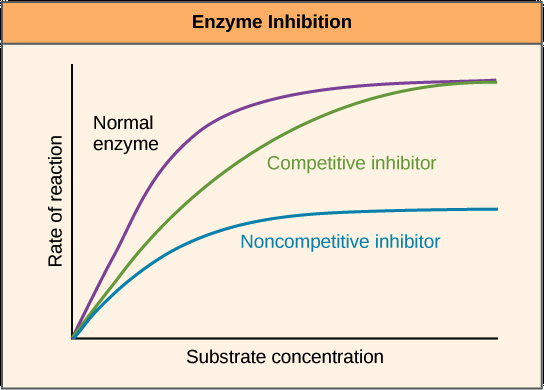 Enzyme Inhibition
Normal
enzyme
Competitive inhibitor
Noncompetitive inhibitor
Rate of reaction
Substrate concentration